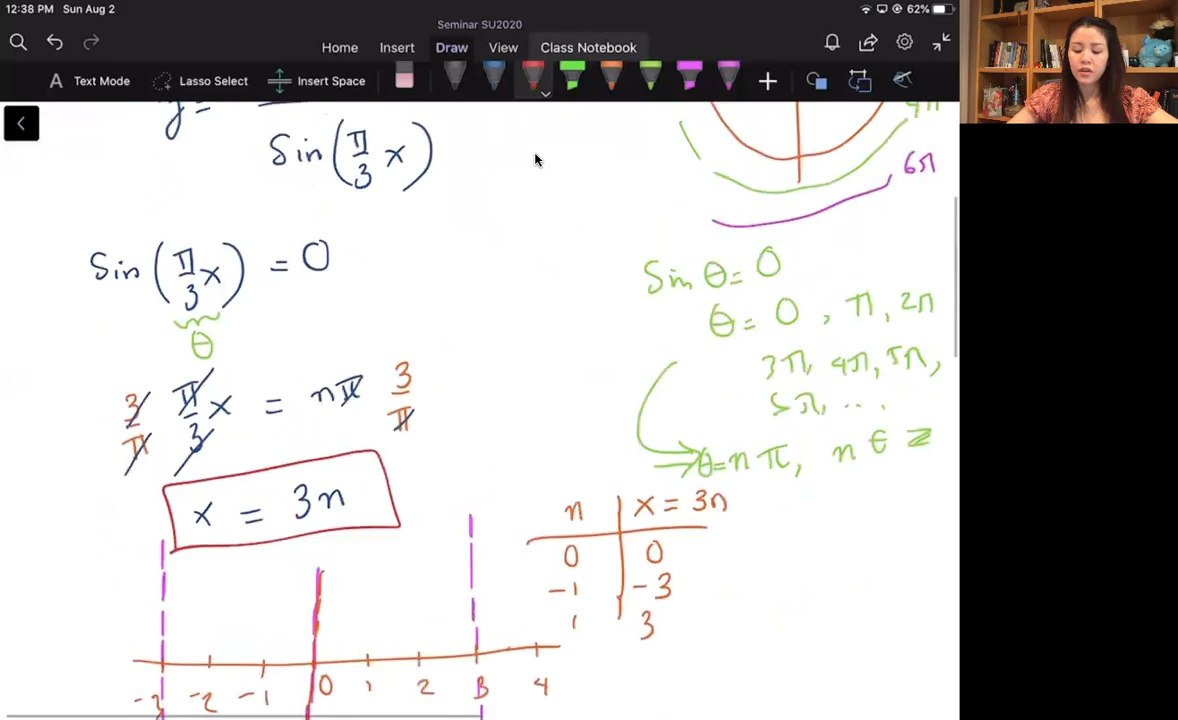 12:38 PM Sun Aug 2
62%
Seminar SU2020
Home Insert Draw View Class Notebook
Text Mode Lasso Select Insert Space
y =
Sin(π/3 x)
4π
6π
Sin(π/3 x) = 0
θ
Sin θ = 0
θ = 0, π, 2π
3π, 4π, 5π,
5π, ...
θ = nπ, n ∈ Z
3/π π/3 x = nπ 3/π
x = 3n
n x = 3n
0 0
-1 -3
1 3
-3 -2 -1 0 1 2 3 4